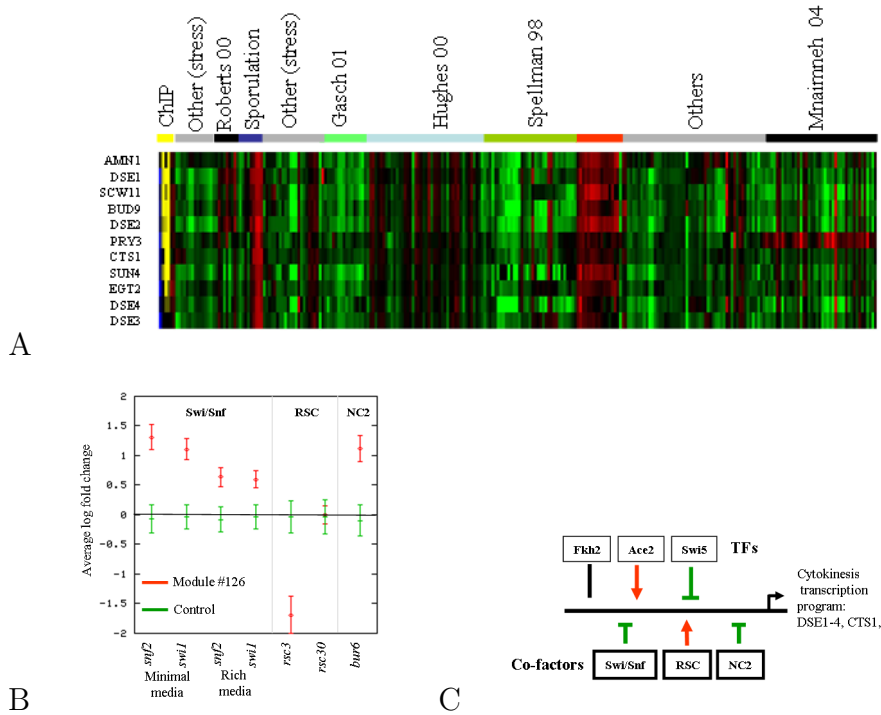 ChIP
Other (stress)
Roberts 00
Sporulation
Other (stress)
Gasch 01
Hughes 00
Spellman 98
Others
Mnaimneh 04
AMN1
DSE1
SCW11
BUD9
DSE2
PRY3
CTS1
SUN4
EGT2
DSE4
DSE3
A
2
1.5
1
0.5
0
-0.5
-1
-1.5
-2
Average log fold change
Swi/Snf
RSC
NC2
Module #126
Control
snf2
swi1
snf2
swi1
rsc3
rsc30
bur6
Minimal media
Rich media
B
Fkh2
Ace2
Swi5
TFs
Cytokinesis
transcription
program:
DSE1-4, CTS1,
Co-factors
Swi/Snf
RSC
NC2
C